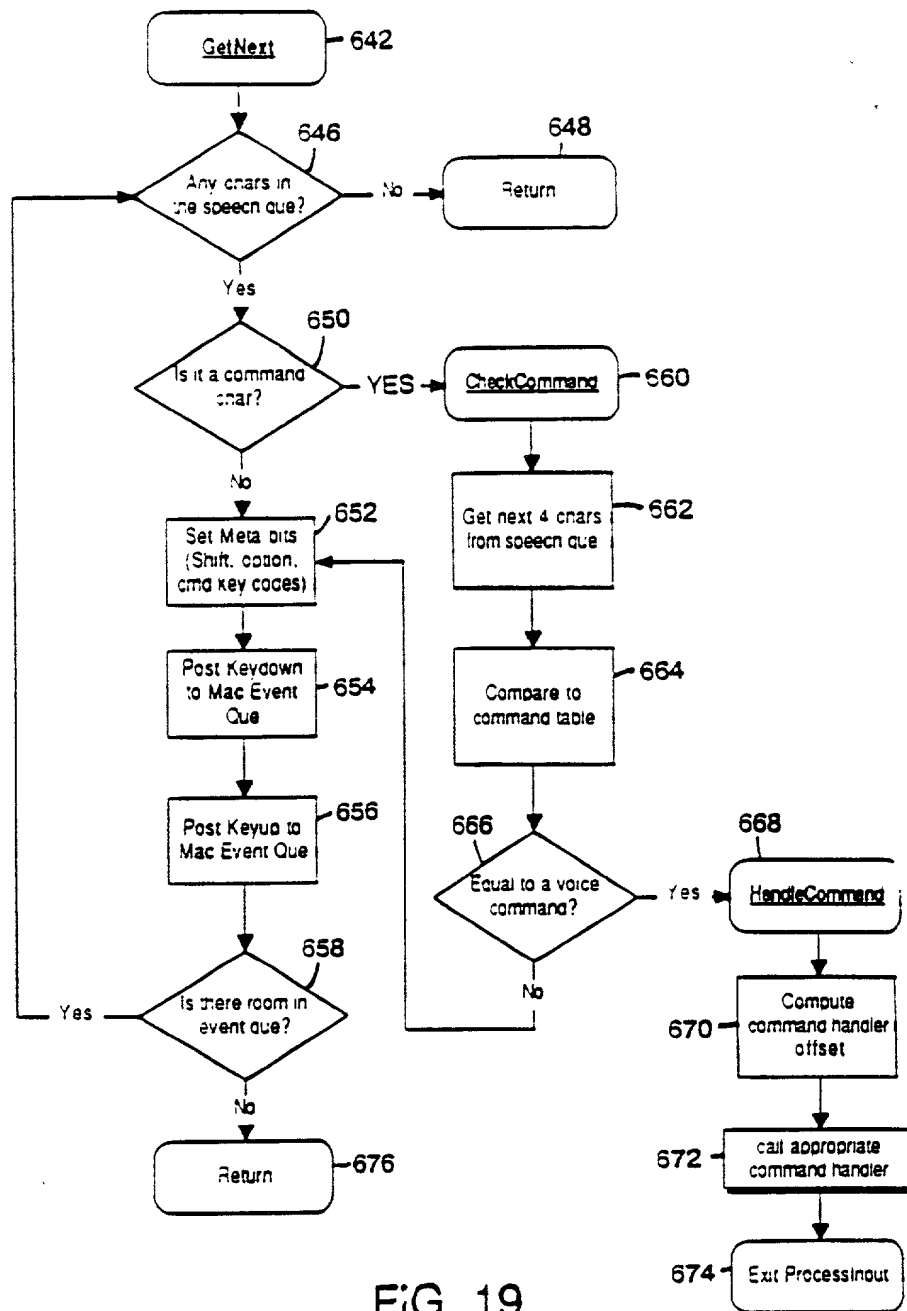 GetNext
642
646
Any chars in
the speech que?
No
648
Return
Yes
650
Is it a command
char?
YES
CheckCommand
660
No
Set Meta bits
(Shift, option,
cmd key codes)
652
Get next 4 chars
from speech que
662
Post Keydown
to Mac Event
Que
654
Compare to
command table
664
Post Keyup to
Mac Event Que
656
666
Equal to a voice
command?
Yes
668
HandleCommand
No
658
Is there room in
event que?
Yes
670
Compute
command handler
offset
No
Return
676
672
call appropriate
command handler
674
Exit ProcessInput
FIG. 19